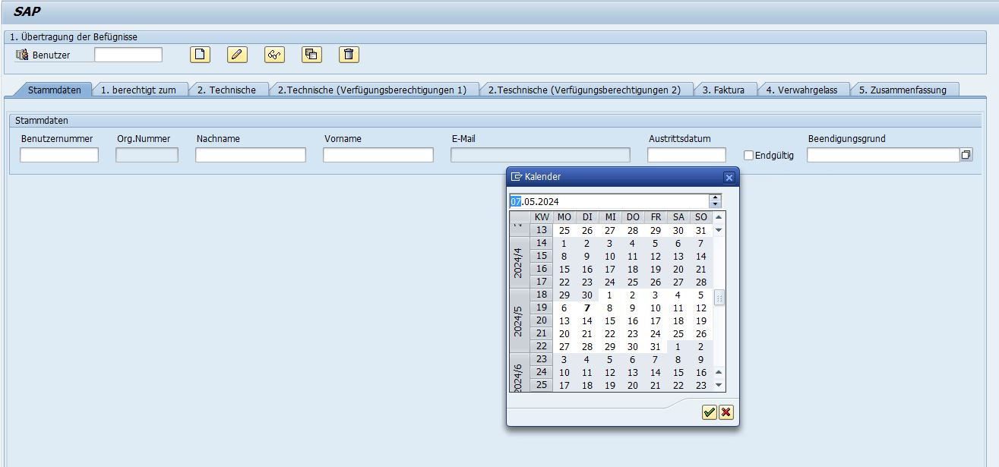 SAP
1. Übertragung der Befügnisse
Benutzer
Stammdaten 1. berechtigt zum 2. Technische 2.Technische (Verfügungsberechtigungen 1) 2.Teschnische (Verfügungsberechtigungen 2) 3. Faktura 4. Verwahrgelass 5. Zusammenfassung
Stammdaten
Benutzernummer Org.Nummer Nachname Vorname E-Mail Austrittsdatum Beendigungsgrund
Endgültig
Kalender
07.05.2024
KW MO DI MI DO FR SA SO
13 25 26 27 28 29 30 31
14 1 2 3 4 5 6 7
2024/4
15 8 9 10 11 12 13 14
16 15 16 17 18 19 20 21
17 22 23 24 25 26 27 28
18 29 30 1 2 3 4 5
19 6 7 8 9 10 11 12
2024/5
20 13 14 15 16 17 18 19
21 20 21 22 23 24 25 26
22 27 28 29 30 31 1 2
23 3 4 5 6 7 8 9
2024/6
24 10 11 12 13 14 15 16
25 17 18 19 20 21 22 23